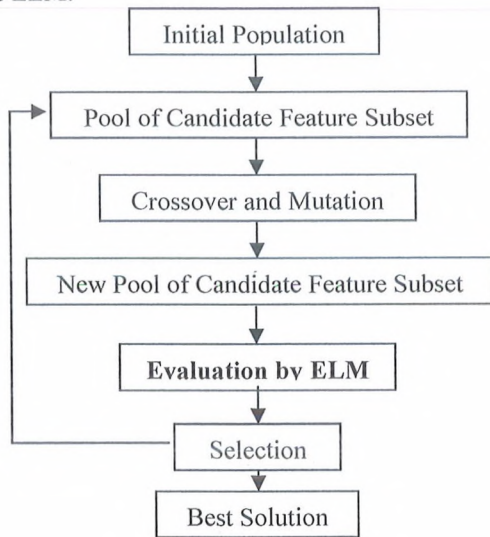 Initial Population
Pool of Candidate Feature Subset
Crossover and Mutation
New Pool of Candidate Feature Subset
Evaluation by ELM
Selection
Best Solution